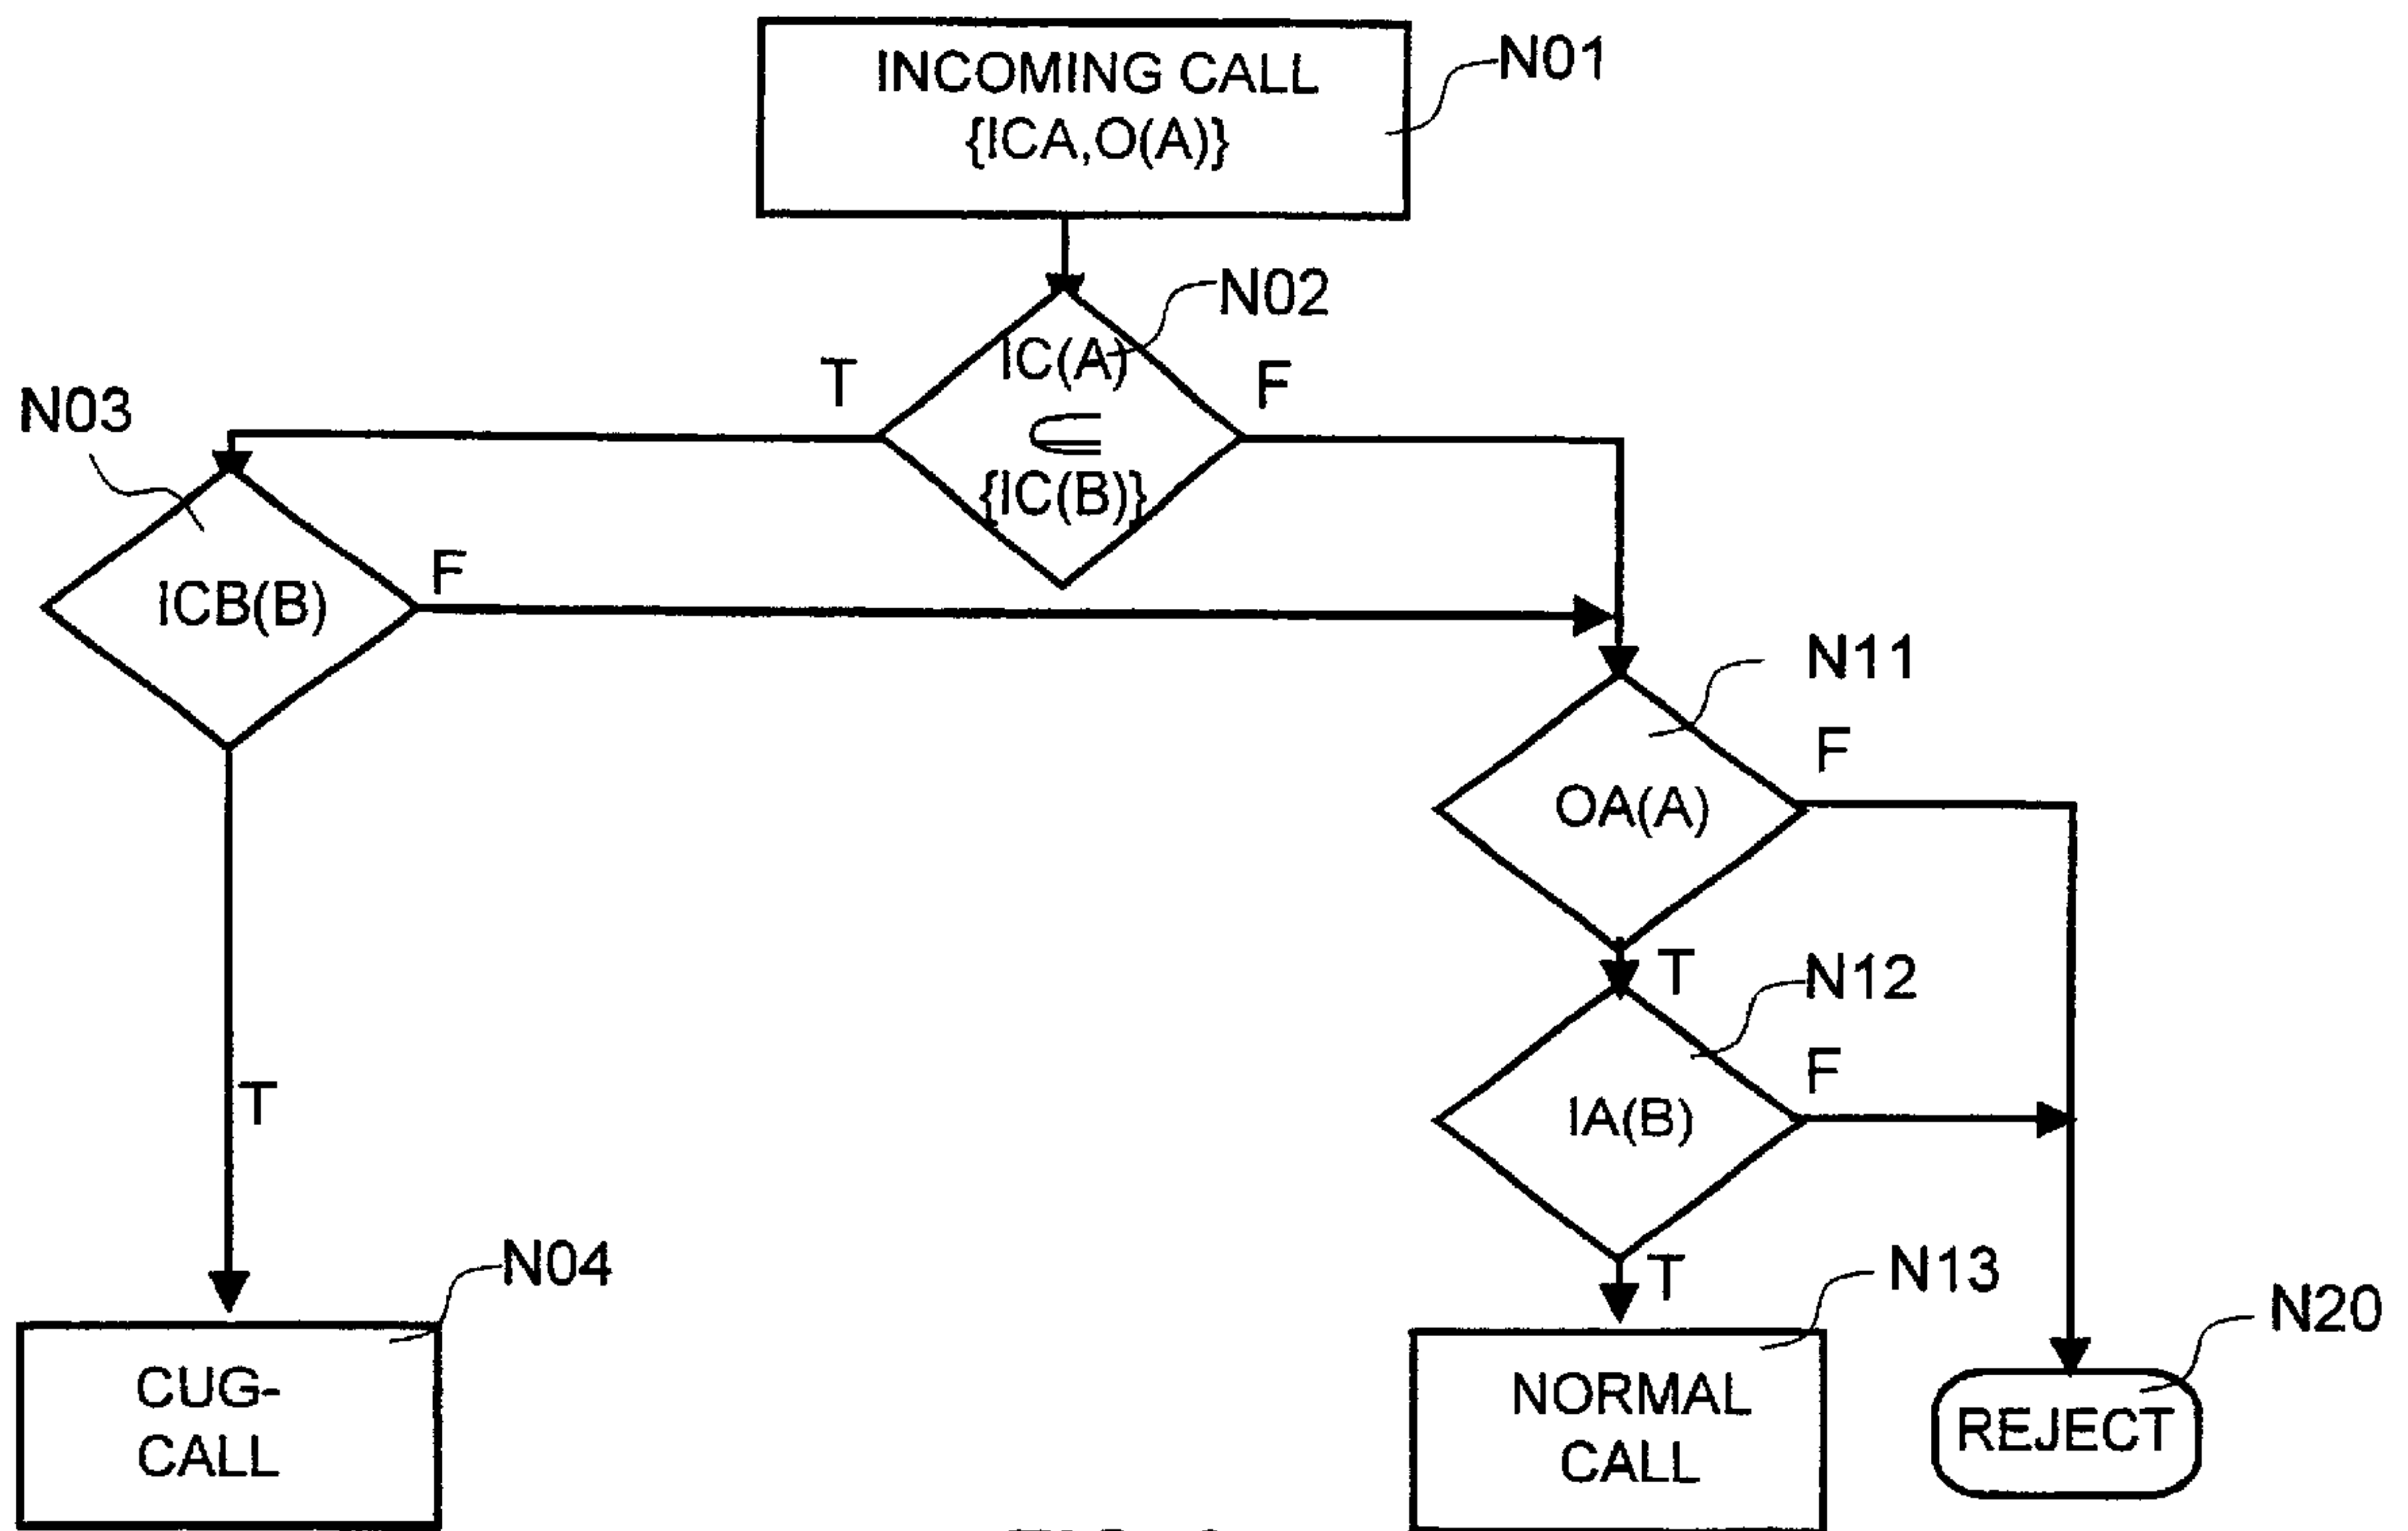 INCOMING CALL
{ICA,O(A)}
N01
N02
IC(A)
∈
{IC(B)}
T
F
N03
ICB(B)
F
N11
OA(A)
F
T
N12
IA(B)
F
T
T
N04
CUG-
CALL
N13
NORMAL
CALL
N20
REJECT